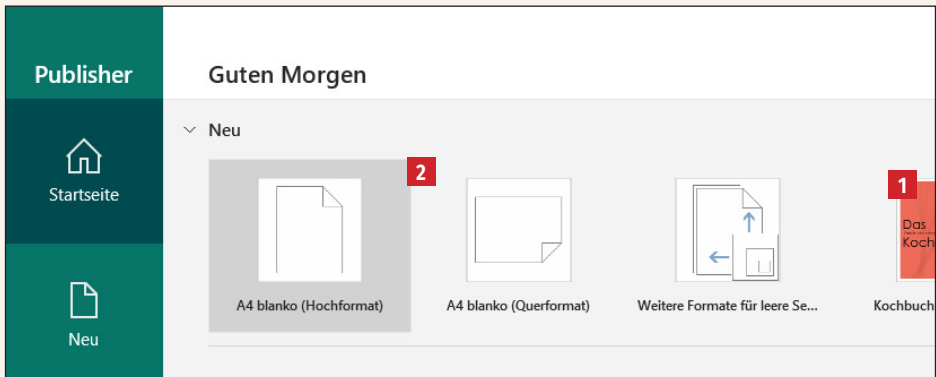 Publisher
Guten Morgen
Neu
Startseite
Neu
2
1
Das
Koch
A4 blanko (Hochformat)
A4 blanko (Querformat)
Weitere Formate für leere Se...
Kochbuch